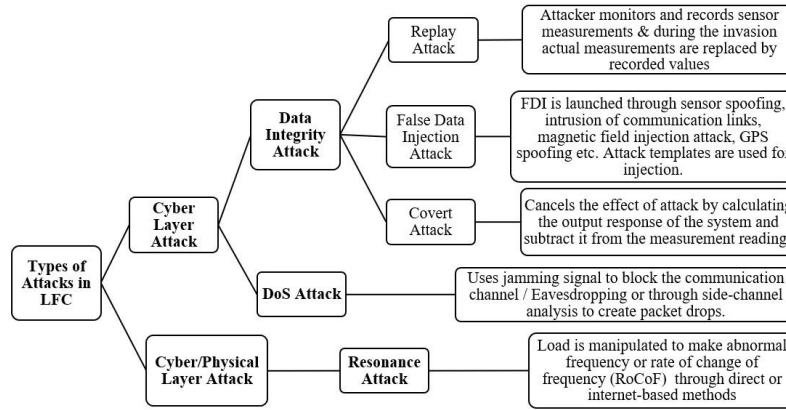 Types of
Attacks in
LFC
Cyber
Layer
Attack
Data
Integrity
Attack
Replay
Attack
Attacker monitors and records sensor
measurements & during the invasion
actual measurements are replaced by
recorded values
False Data
Injection
Attack
FDI is launched through sensor spoofing,
intrusion of communication links,
magnetic field injection attack, GPS
spoofing etc. Attack templates are used for
injection.
Covert
Attack
Cancels the effect of attack by calculating
the output response of the system and
subtract it from the measurement reading
DoS Attack
Uses jamming signal to block the communication
channel / Eavesdropping or through side-channel
analysis to create packet drops.
Cyber/Physical
Layer Attack
Resonance
Attack
Load is manipulated to make abnormal
frequency or rate of change of
frequency (RoCoF) through direct or
internet-based methods